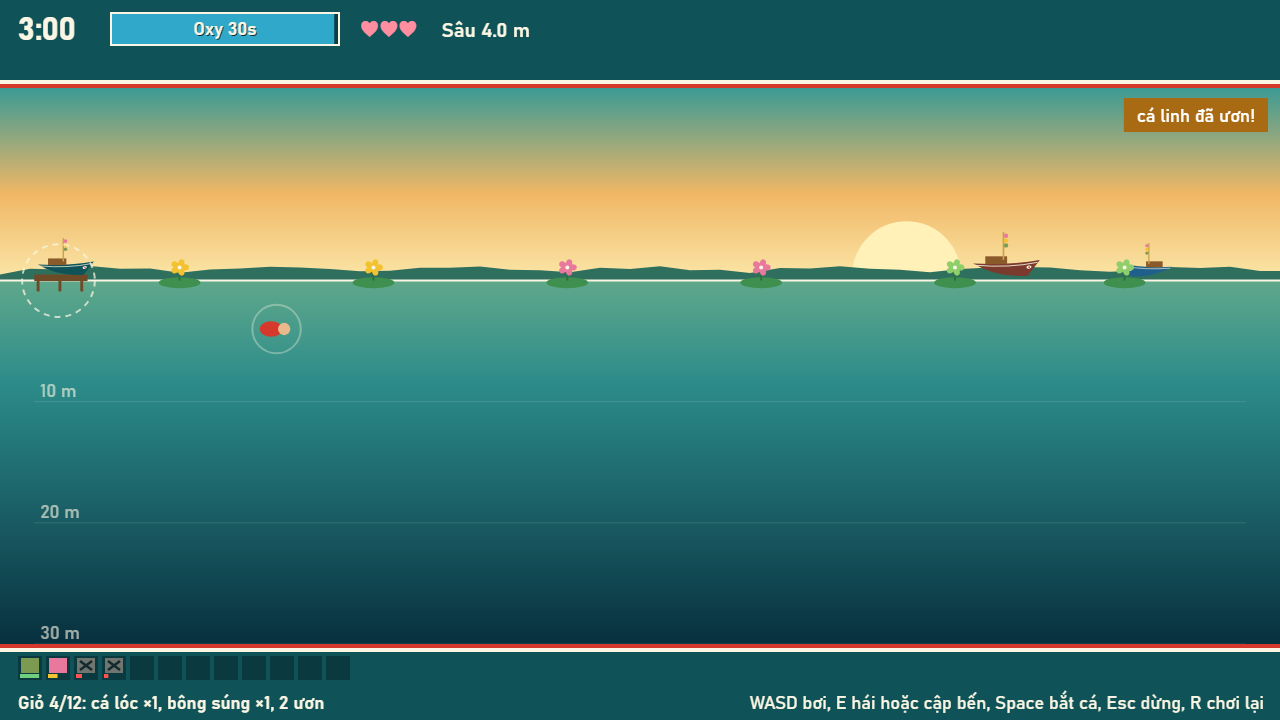 3:00
Oxy 30s
Sâu 4.0 m
cá linh đã ươn!
10 m
20 m
30 m
Giỏ 4/12: cá lóc ×1, bông súng ×1, 2 ươn
WASD bơi, E hái hoặc cập bến, Space bắt cá, Esc dừng, R chơi lại